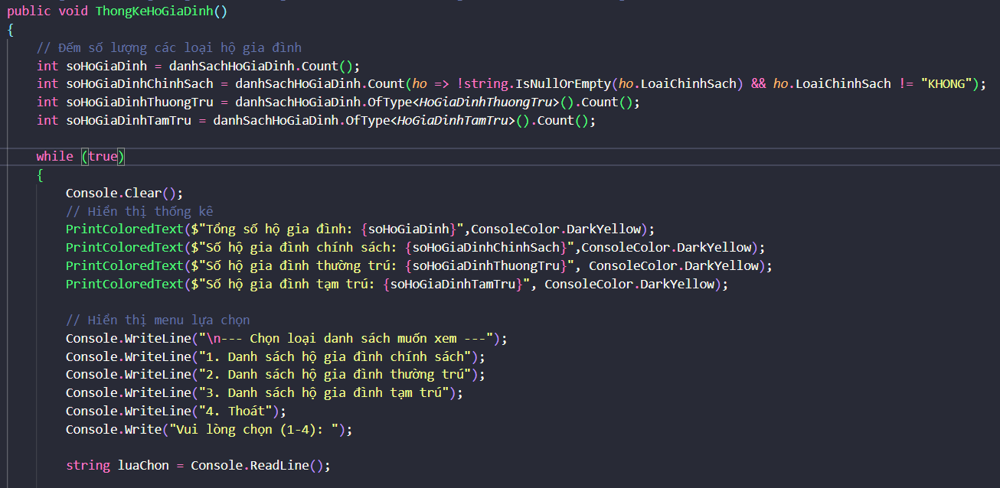 public void ThongKeHoGiaDinh()
{
    // Đếm số lượng các loại hộ gia đình
    int soHoGiaDinh = danhSachHoGiaDinh.Count();
    int soHoGiaDinhChinhSach = danhSachHoGiaDinh.Count(ho => !string.IsNullOrEmpty(ho.LoaiChinhSach) && ho.LoaiChinhSach != "KHONG");
    int soHoGiaDinhThuongTru = danhSachHoGiaDinh.OfType<HoGiaDinhThuongTru>().Count();
    int soHoGiaDinhTamTru = danhSachHoGiaDinh.OfType<HoGiaDinhTamTru>().Count();
    while (true)
    {
        Console.Clear();
        // Hiển thị thống kê
        PrintColoredText($"Tổng số hộ gia đình: {soHoGiaDinh}",ConsoleColor.DarkYellow);
        PrintColoredText($"Số hộ gia đình chính sách: {soHoGiaDinhChinhSach}",ConsoleColor.DarkYellow);
        PrintColoredText($"Số hộ gia đình thường trú: {soHoGiaDinhThuongTru}", ConsoleColor.DarkYellow);
        PrintColoredText($"Số hộ gia đình tạm trú: {soHoGiaDinhTamTru}", ConsoleColor.DarkYellow);
        // Hiển thị menu lựa chọn
        Console.WriteLine("\n--- Chọn loại danh sách muốn xem ---");
        Console.WriteLine("1. Danh sách hộ gia đình chính sách");
        Console.WriteLine("2. Danh sách hộ gia đình thường trú");
        Console.WriteLine("3. Danh sách hộ gia đình tạm trú");
        Console.WriteLine("4. Thoát");
        Console.Write("Vui lòng chọn (1-4): ");
        string luaChon = Console.ReadLine();